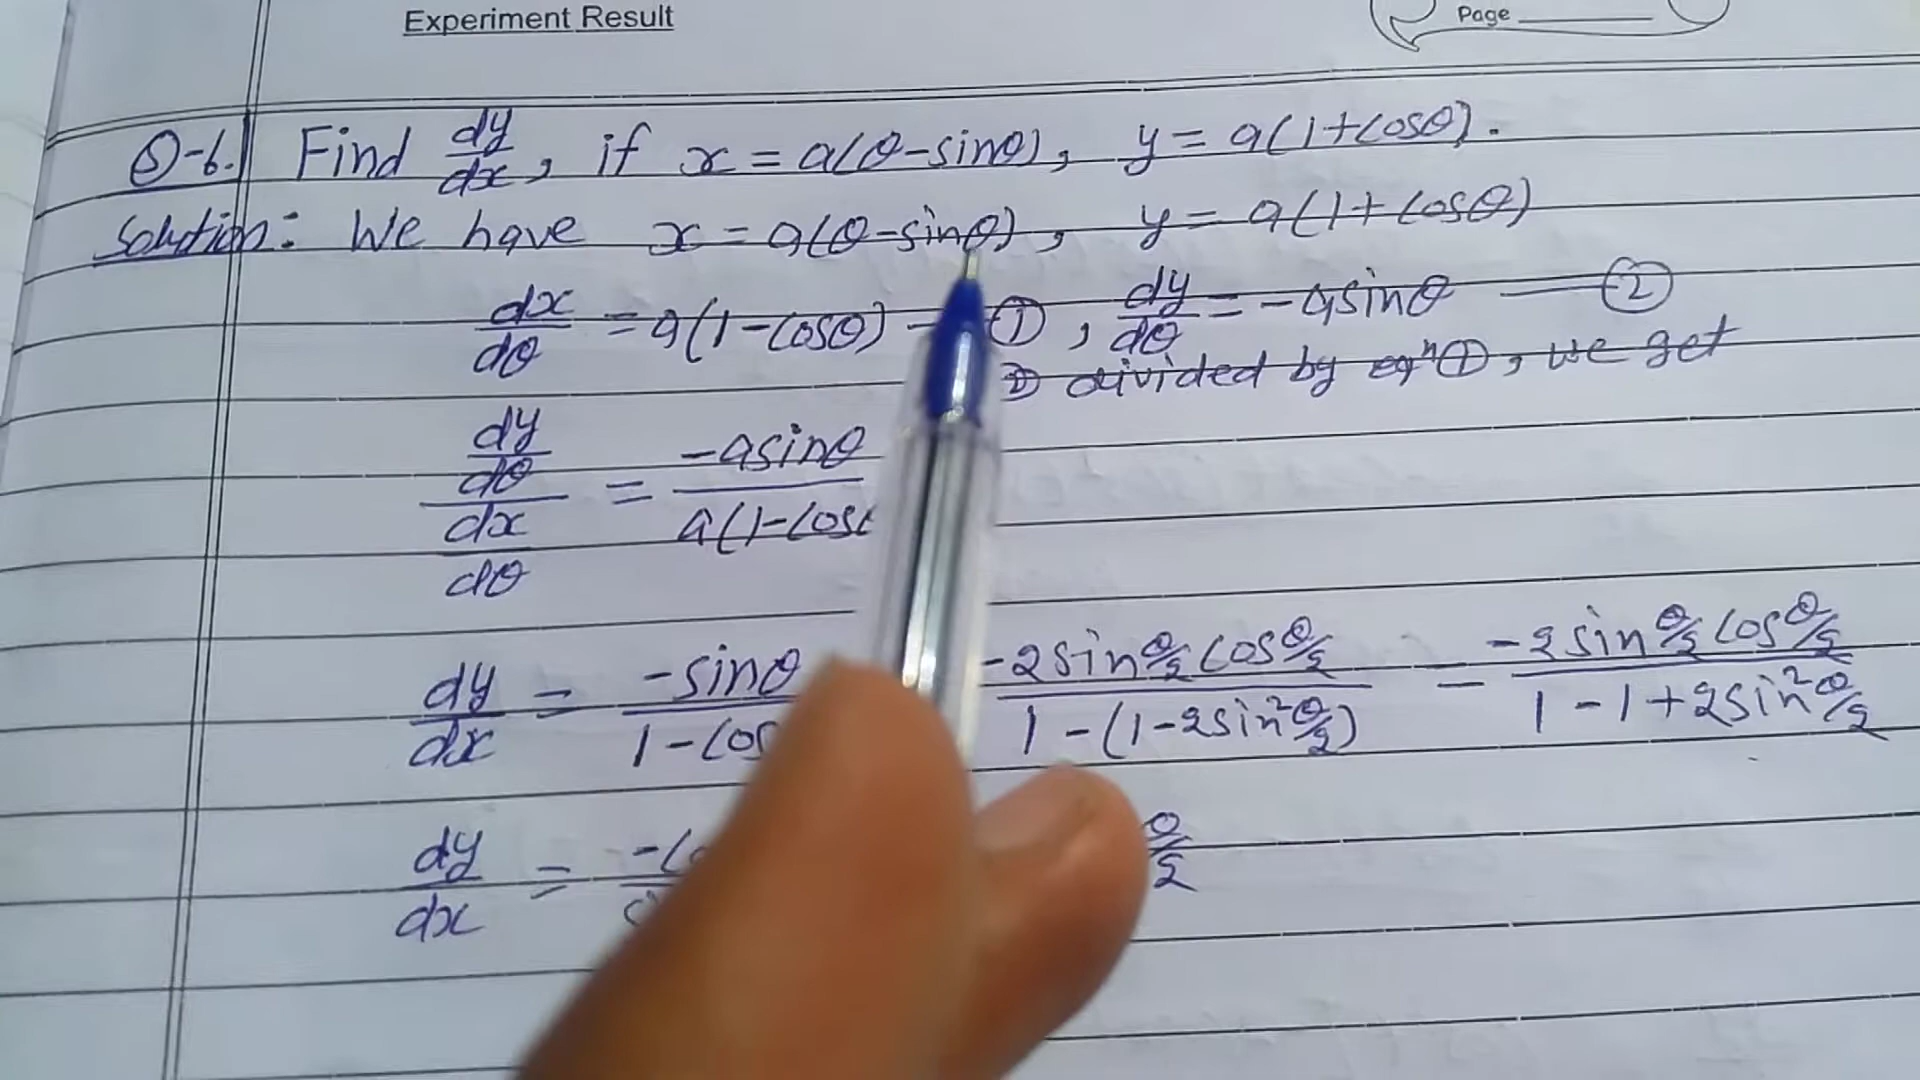 Experiment Result
Page
Q-6. Find dy/dx, if x = a(θ-sinθ), y = a(1+cosθ).
Solution: We have x = a(θ-sinθ), y = a(1+cosθ)
dx/dθ = a(1-cosθ) - ①, dy/dθ = -asinθ — ②
② divided by eqⁿ ①, we get
dy/dθ / dx/dθ = -asinθ / a(1-cos
dy/dx = -sinθ / 1-cos -2sinθ/2 cosθ/2 / 1-(1-2sin²θ/2) = -2sinθ/2 cosθ/2 / 1-1+2sin²θ/2
dy/dx = θ/2